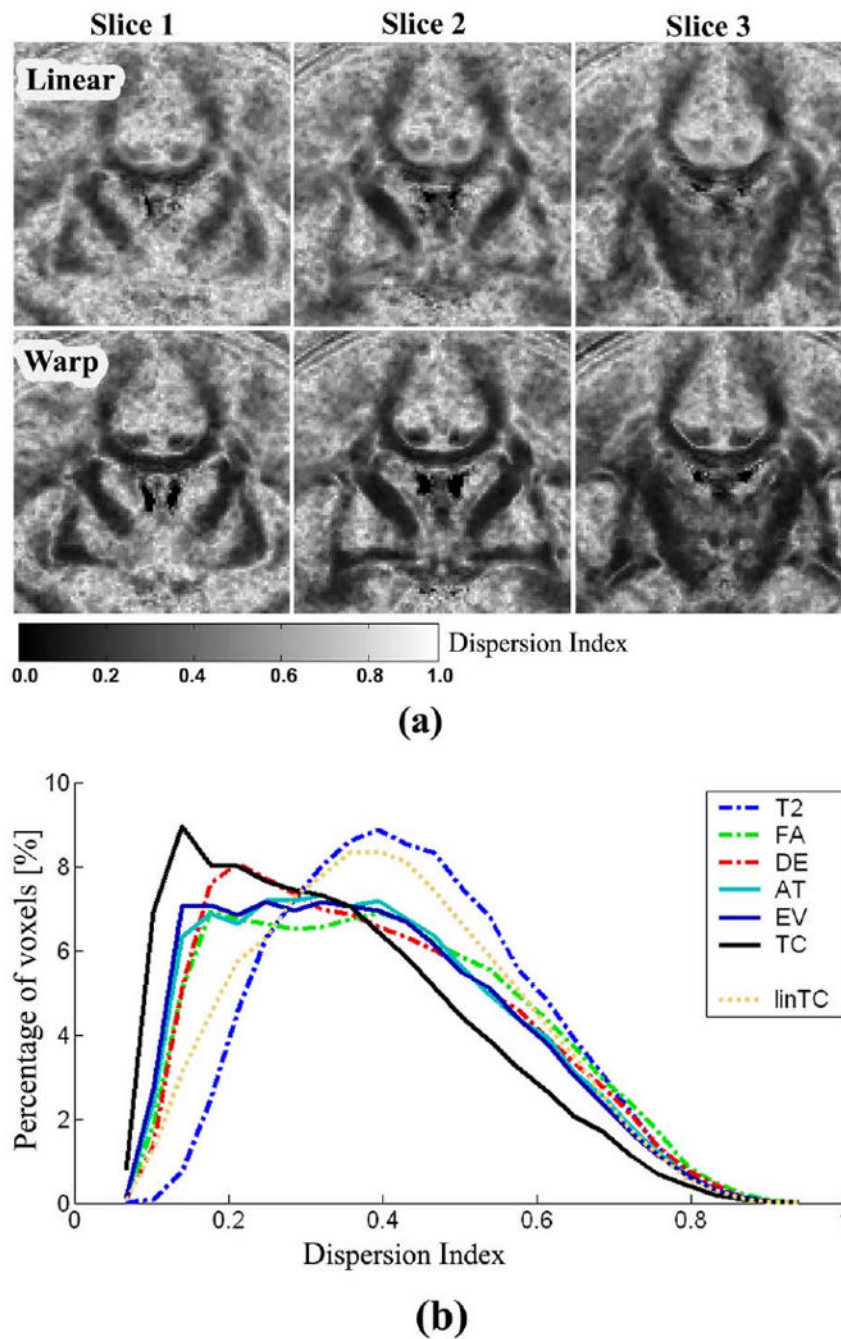 Slice 1 Slice 2 Slice 3
Linear
Warp
Dispersion Index
0.0 0.2 0.4 0.6 0.8 1.0
(a)
10
8
6
4
2
0
Percentage of voxels [%]
T2
FA
DE
AT
EV
TC
linTC
0 0.2 0.4 0.6 0.8
Dispersion Index
(b)